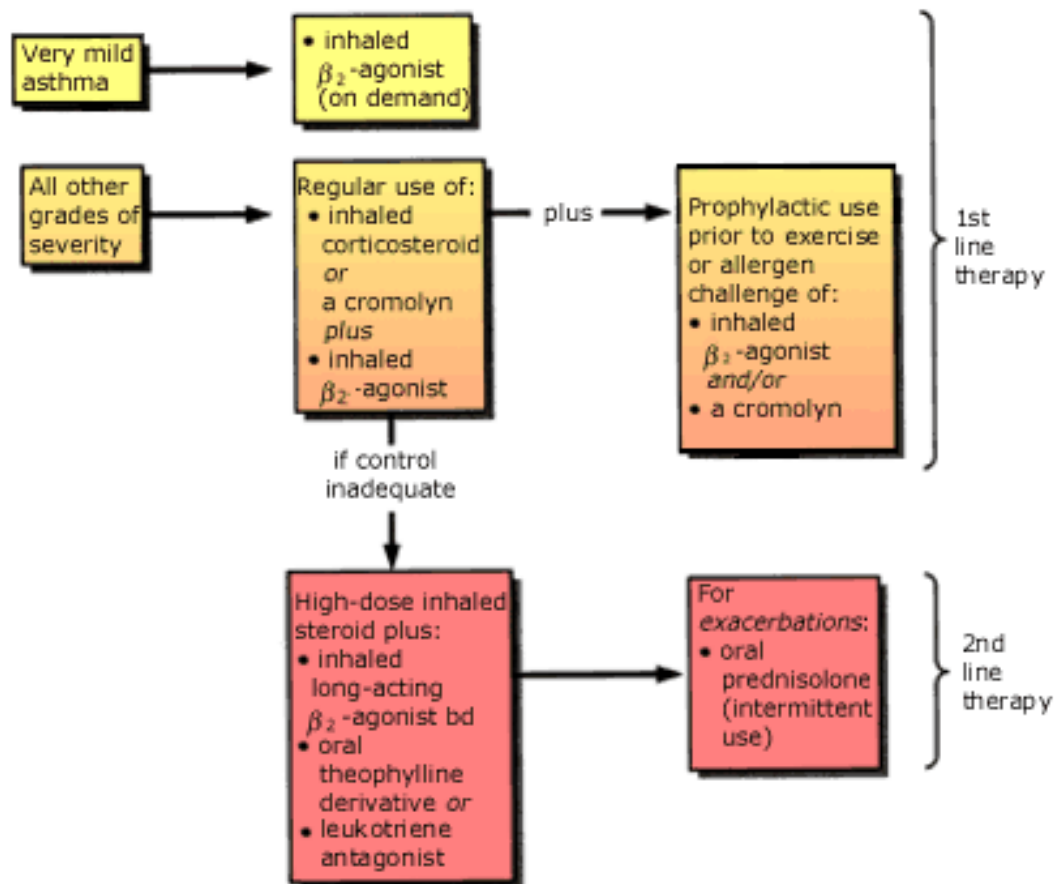 Very mild
asthma
• inhaled
β₂-agonist
(on demand)
All other
grades of
severity
Regular use of:
• inhaled
corticosteroid
or
a cromolyn
plus
• inhaled
β₂-agonist
plus
Prophylactic use
prior to exercise
or allergen
challenge of:
• inhaled
β₂-agonist
and/or
• a cromolyn
1st
line
therapy
if control
inadequate
High-dose inhaled
steroid plus:
• inhaled
long-acting
β₂-agonist bd
• oral
theophylline
derivative or
• leukotriene
antagonist
For
exacerbations:
• oral
prednisolone
(intermittent
use)
2nd
line
therapy